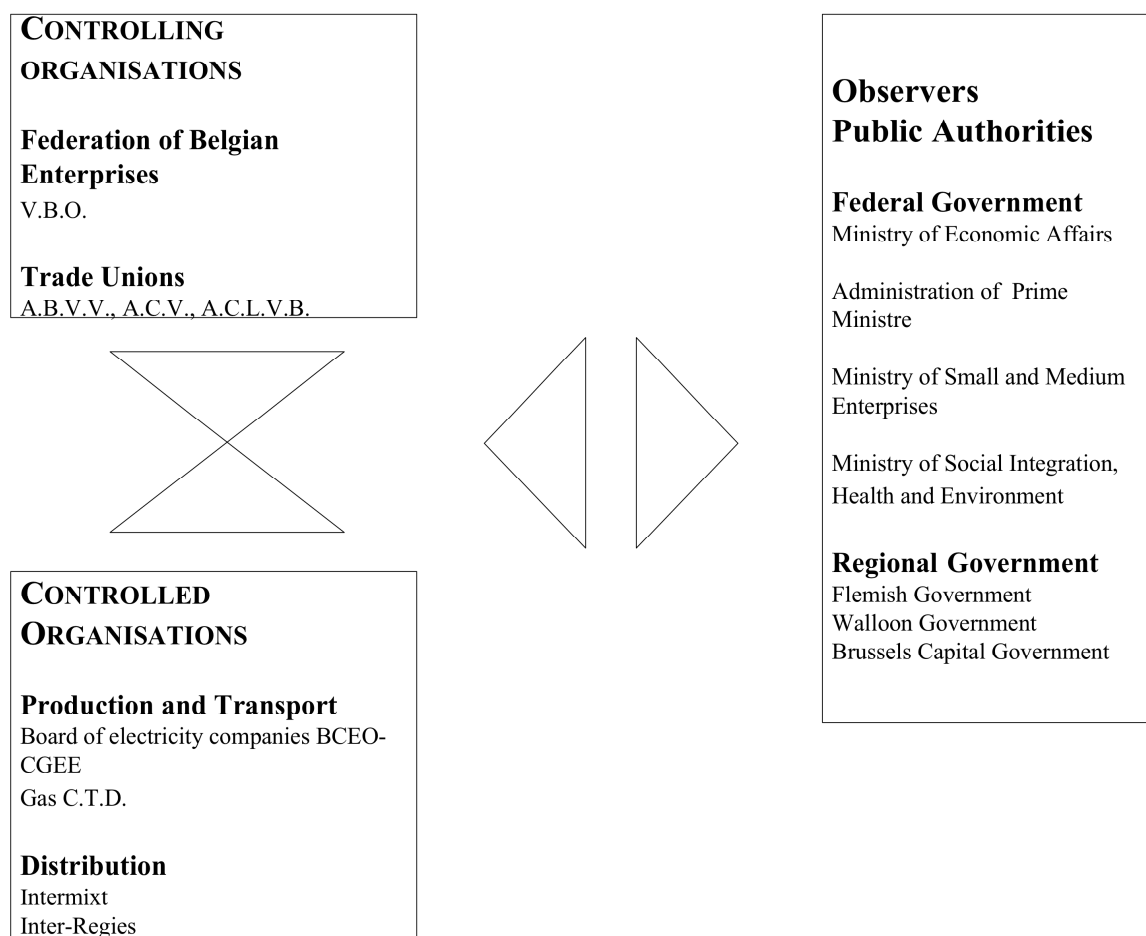 CONTROLLING
ORGANISATIONS
Federation of Belgian
Enterprises
V.B.O.
Trade Unions
A.B.V.V., A.C.V., A.C.L.V.B.
CONTROLLED
ORGANISATIONS
Production and Transport
Board of electricity companies BCEO-
CGEE
Gas C.T.D.
Distribution
Intermixt
Inter-Regies
Observers
Public Authorities
Federal Government
Ministry of Economic Affairs
Administration of Prime
Ministre
Ministry of Small and Medium
Enterprises
Ministry of Social Integration,
Health and Environment
Regional Government
Flemish Government
Walloon Government
Brussels Capital Government